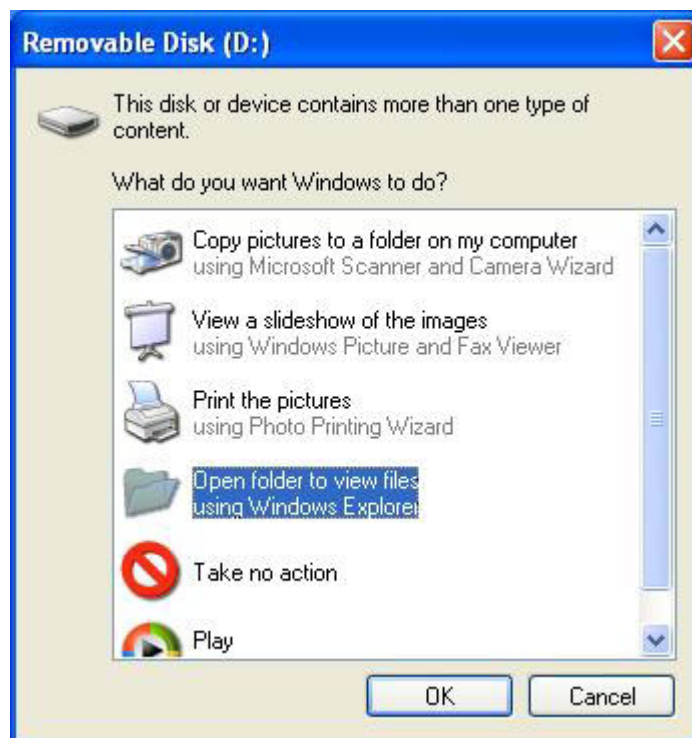 Removable Disk (D:)
This disk or device contains more than one type of
content.
What do you want Windows to do?
Copy pictures to a folder on my computer
using Microsoft Scanner and Camera Wizard
View a slideshow of the images
using Windows Picture and Fax Viewer
Print the pictures
using Photo Printing Wizard
Open folder to view files
using Windows Explorer
Take no action
Play
OK
Cancel